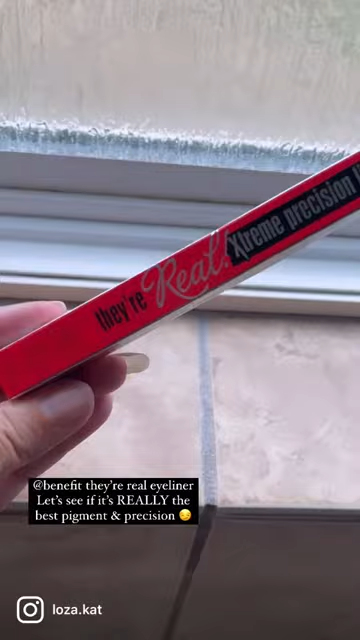 they're Real! Xtreme precision
@benefit they're real eyeliner
Let's see if it's REALLY the
best pigment & precision 😏
loza.kat